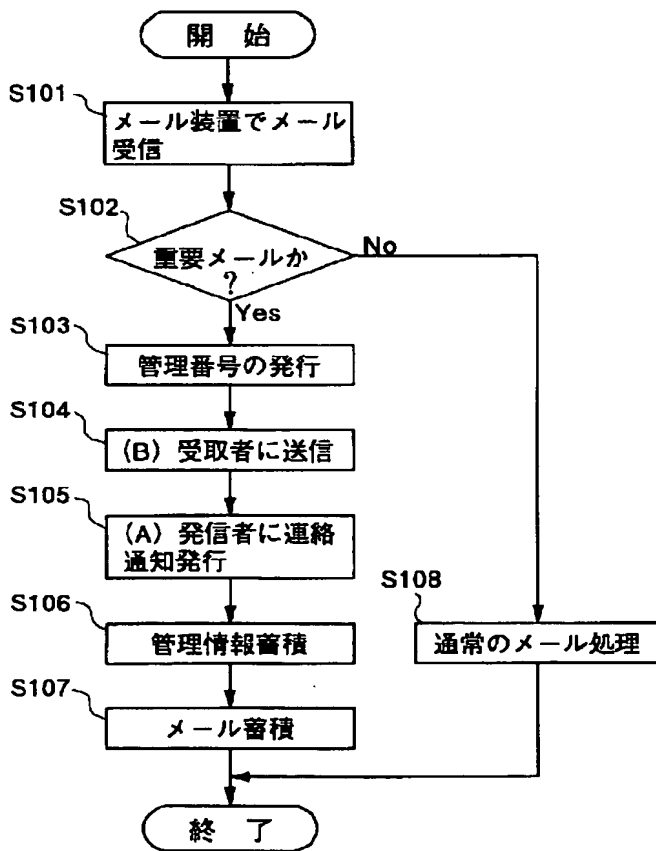 開 始
S101
メール装置でメール
受信
S102
重要メールか
?
No
Yes
S103
管理番号の発行
S104
(B) 受取者に送信
S105
(A) 発信者に連絡
通知発行
S106
管理情報蓄積
S108
通常のメール処理
S107
メール蓄積
終 了